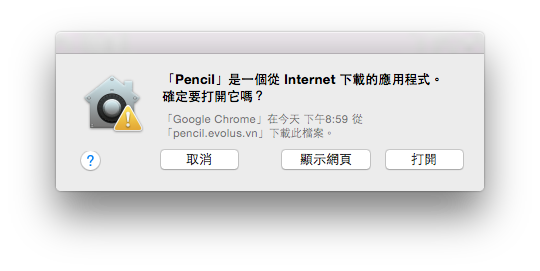 「Pencil」是一個從 Internet 下載的應用程式。
確定要打開它嗎？
「Google Chrome」在今天 下午8:59 從
「pencil.evolus.vn」下載此檔案。
?
取消
顯示網頁
打開